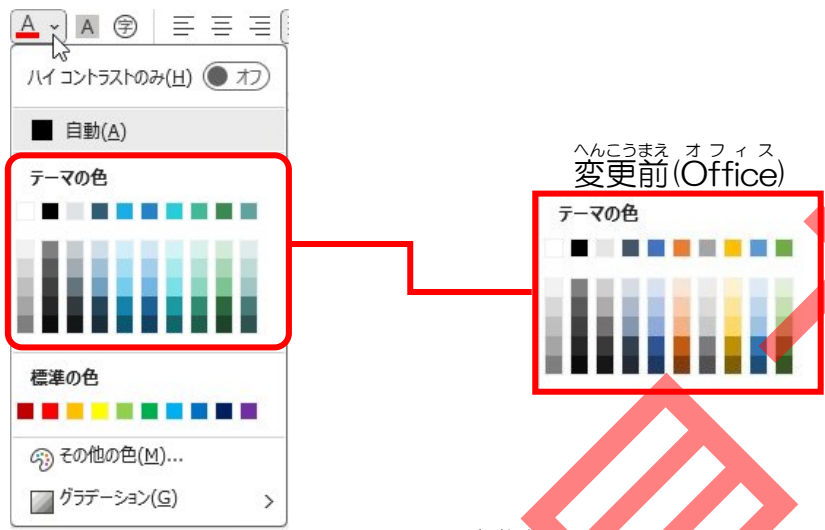 A
A
字
ハイ コントラストのみ(H)
オフ
自動(A)
テーマの色
標準の色
その他の色(M)...
グラデーション(G)
へんこうまえ オフィス
変更前(Office)
テーマの色